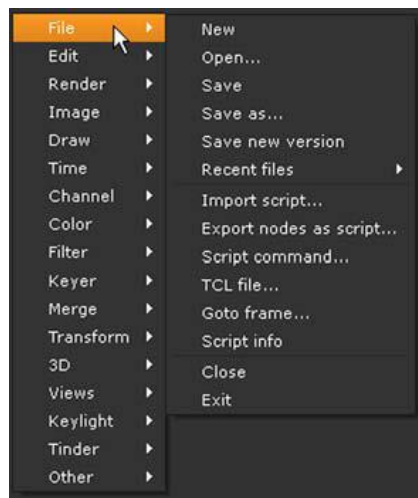 File
Edit
Render
Image
Draw
Time
Channel
Color
Filter
Keyer
Merge
Transform
3D
Views
Keylight
Tinder
Other
New
Open...
Save
Save as...
Save new version
Recent files
Import script...
Export nodes as script...
Script command...
TCL file...
Goto frame...
Script info
Close
Exit